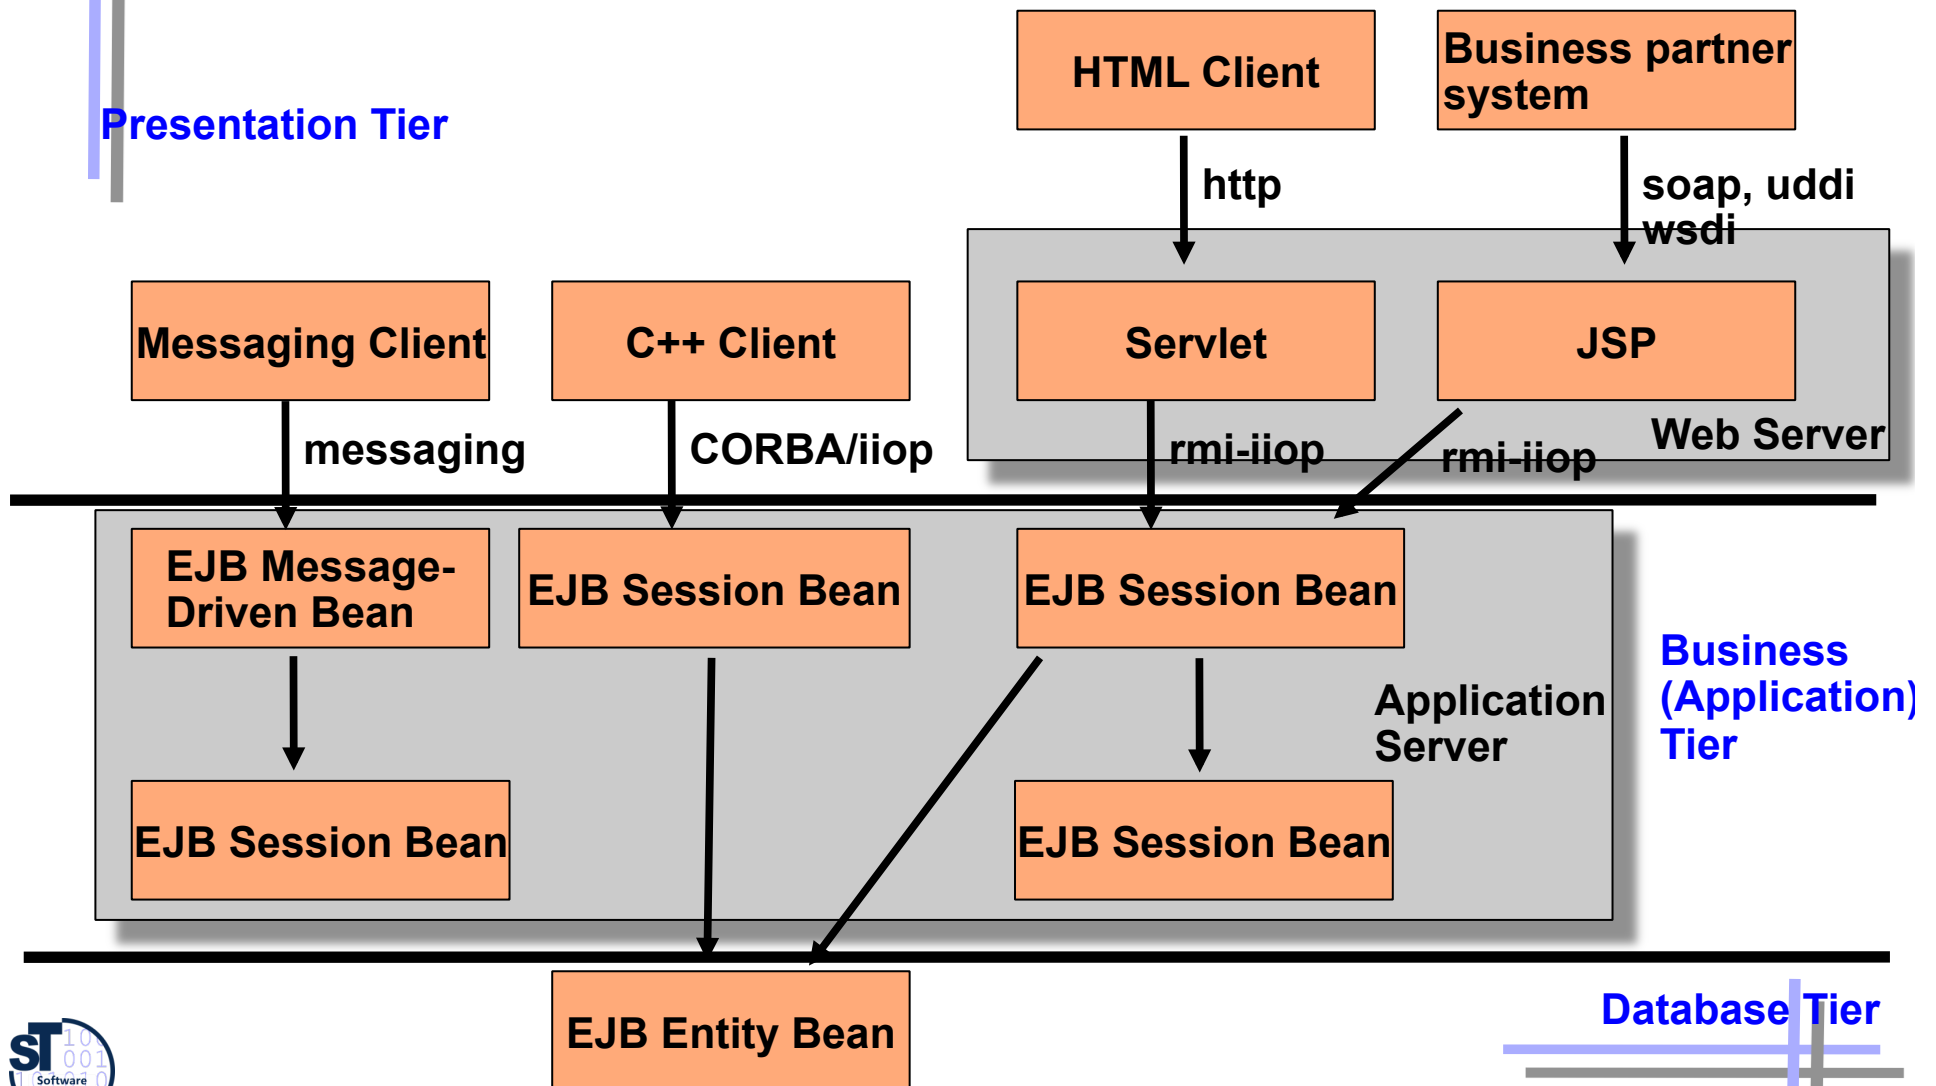 HTML Client
Business partner
system
Presentation Tier
http
soap, uddi
wsdi
Messaging Client
C++ Client
Servlet
JSP
messaging
CORBA/iiop
rmi-iiop
rmi-iiop
Web Server
EJB Message-
Driven Bean
EJB Session Bean
EJB Session Bean
Business
(Application)
Tier
Application
Server
EJB Session Bean
EJB Session Bean
Database Tier
EJB Entity Bean
ST
Software